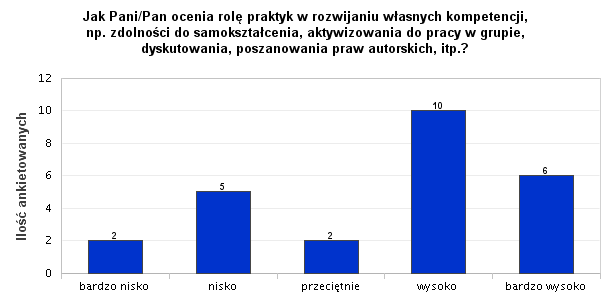 Jak Pani/Pan ocenia rolę praktyk w rozwijaniu własnych kompetencji,
np. zdolności do samokształcenia, aktywizowania do pracy w grupie,
dyskutowania, poszanowania praw autorskich, itp.?
Ilość ankietowanych
12
10
8
6
4
2
0
2
5
2
10
6
bardzo nisko
nisko
przeciętnie
wysoko
bardzo wysoko